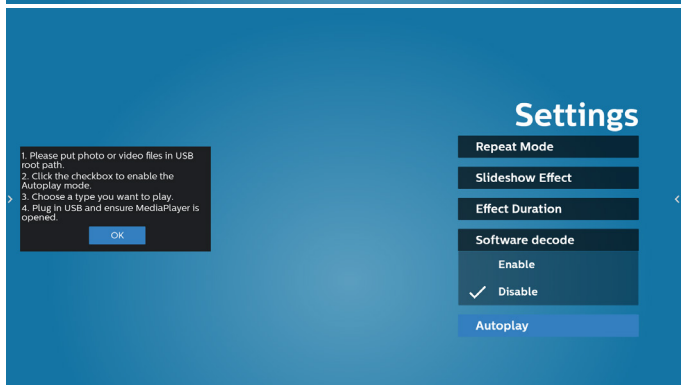 Settings
1. Please put photo or video files in USB
root path.
2. Click the checkbox to enable the
Autoplay mode.
3. Choose a type you want to play.
4. Plug in USB and ensure MediaPlayer is
opened.
OK
Repeat Mode
Slideshow Effect
Effect Duration
Software decode
Enable
Disable
Autoplay